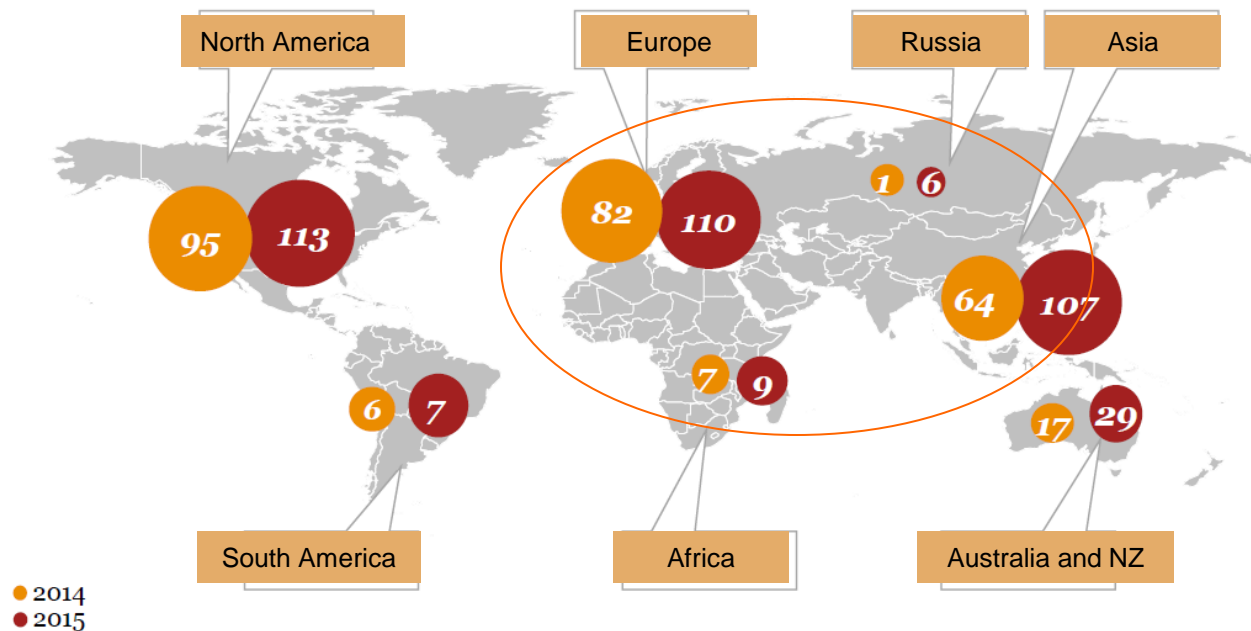 North America
Europe
Russia
Asia
1
6
82
110
95
113
64
107
7
9
6
7
17
29
South America
Africa
Australia and NZ
2014
2015